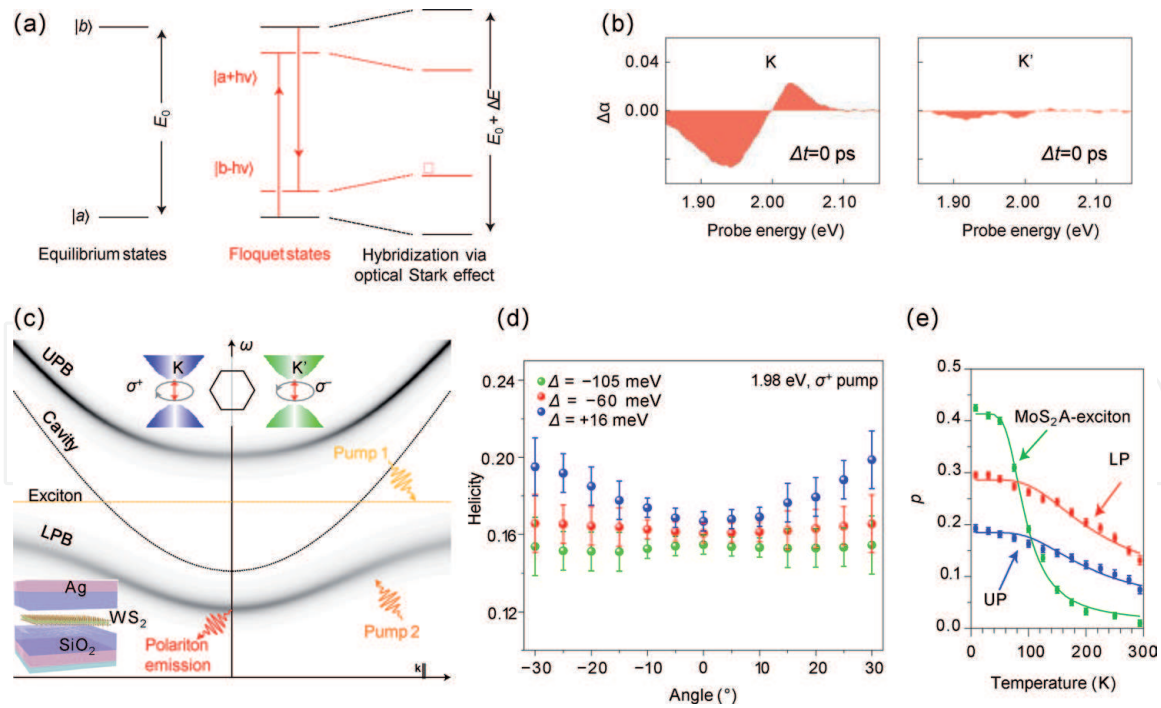 (a)
|b⟩
|a+hν⟩
E₀
E₀ + ΔE
|b-hν⟩
|a⟩
Equilibrium states
Floquet states
Hybridization via
optical Stark effect
(b)
K
K'
Δα
0.04
0.00
Δt=0 ps
Δt=0 ps
1.90 2.00 2.10
1.90 2.00 2.10
Probe energy (eV)
Probe energy (eV)
(c)
UPB
K
ω
K'
σ⁺
σ⁻
Cavity
Pump 1
Exciton
LPB
Ag
WS₂
SiO₂
Polariton
emission
Pump 2
k∥
(d)
Helicity
0.24
0.20
0.16
0.12
Δ = −105 meV
Δ = −60 meV
Δ = +16 meV
1.98 eV, σ⁺ pump
-30 -20 -10 0 10 20 30
Angle (°)
(e)
p
0.5
0.4
0.3
0.2
0.1
0.0
MoS₂A-exciton
LP
UP
0 100 200 300
Temperature (K)